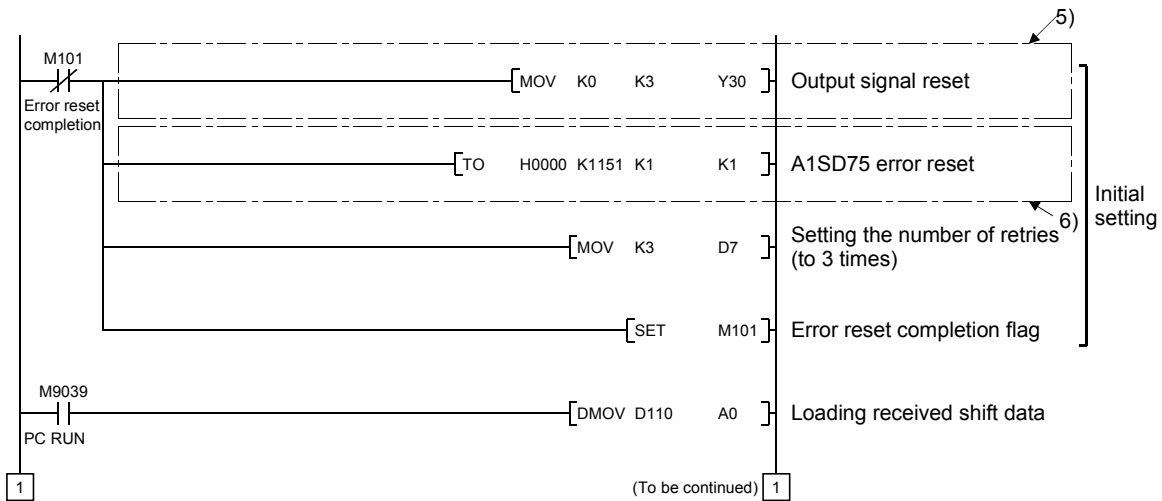 5)
M101
Error reset
completion
MOV K0 K3 Y30
Output signal reset
TO H0000 K1151 K1 K1
A1SD75 error reset
6)
Initial
setting
MOV K3 D7
Setting the number of retries
(to 3 times)
SET M101
Error reset completion flag
M9039
PC RUN
DMOV D110 A0
Loading received shift data
1
(To be continued) 1